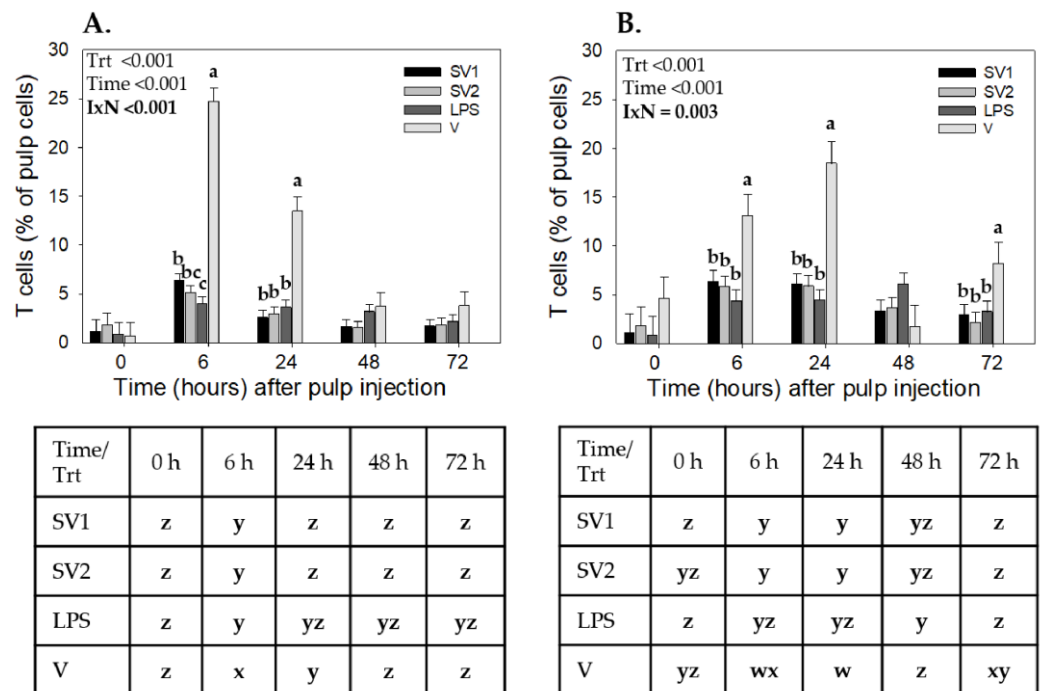 A.
T cells (% of pulp cells)
30
25
20
15
10
5
0
Trt <0.001
Time <0.001
IxN <0.001
SV1
SV2
LPS
V
a
a
b
bc
c
b b b
0 6 24 48 72
Time (hours) after pulp injection
B.
T cells (% of pulp cells)
30
20
10
0
Trt <0.001
Time <0.001
IxN = 0.003
SV1
SV2
LPS
V
a
a
a
b b b
b b b
b b b
0 6 24 48 72
Time (hours) after pulp injection
Time/ Trt 0 h 6 h 24 h 48 h 72 h
SV1 z y z z z
SV2 z y z z z
LPS z y yz yz yz
V z x y z z
Time/ Trt 0 h 6 h 24 h 48 h 72 h
SV1 z y y yz z
SV2 yz y y yz z
LPS z yz yz y z
V yz wx w z xy